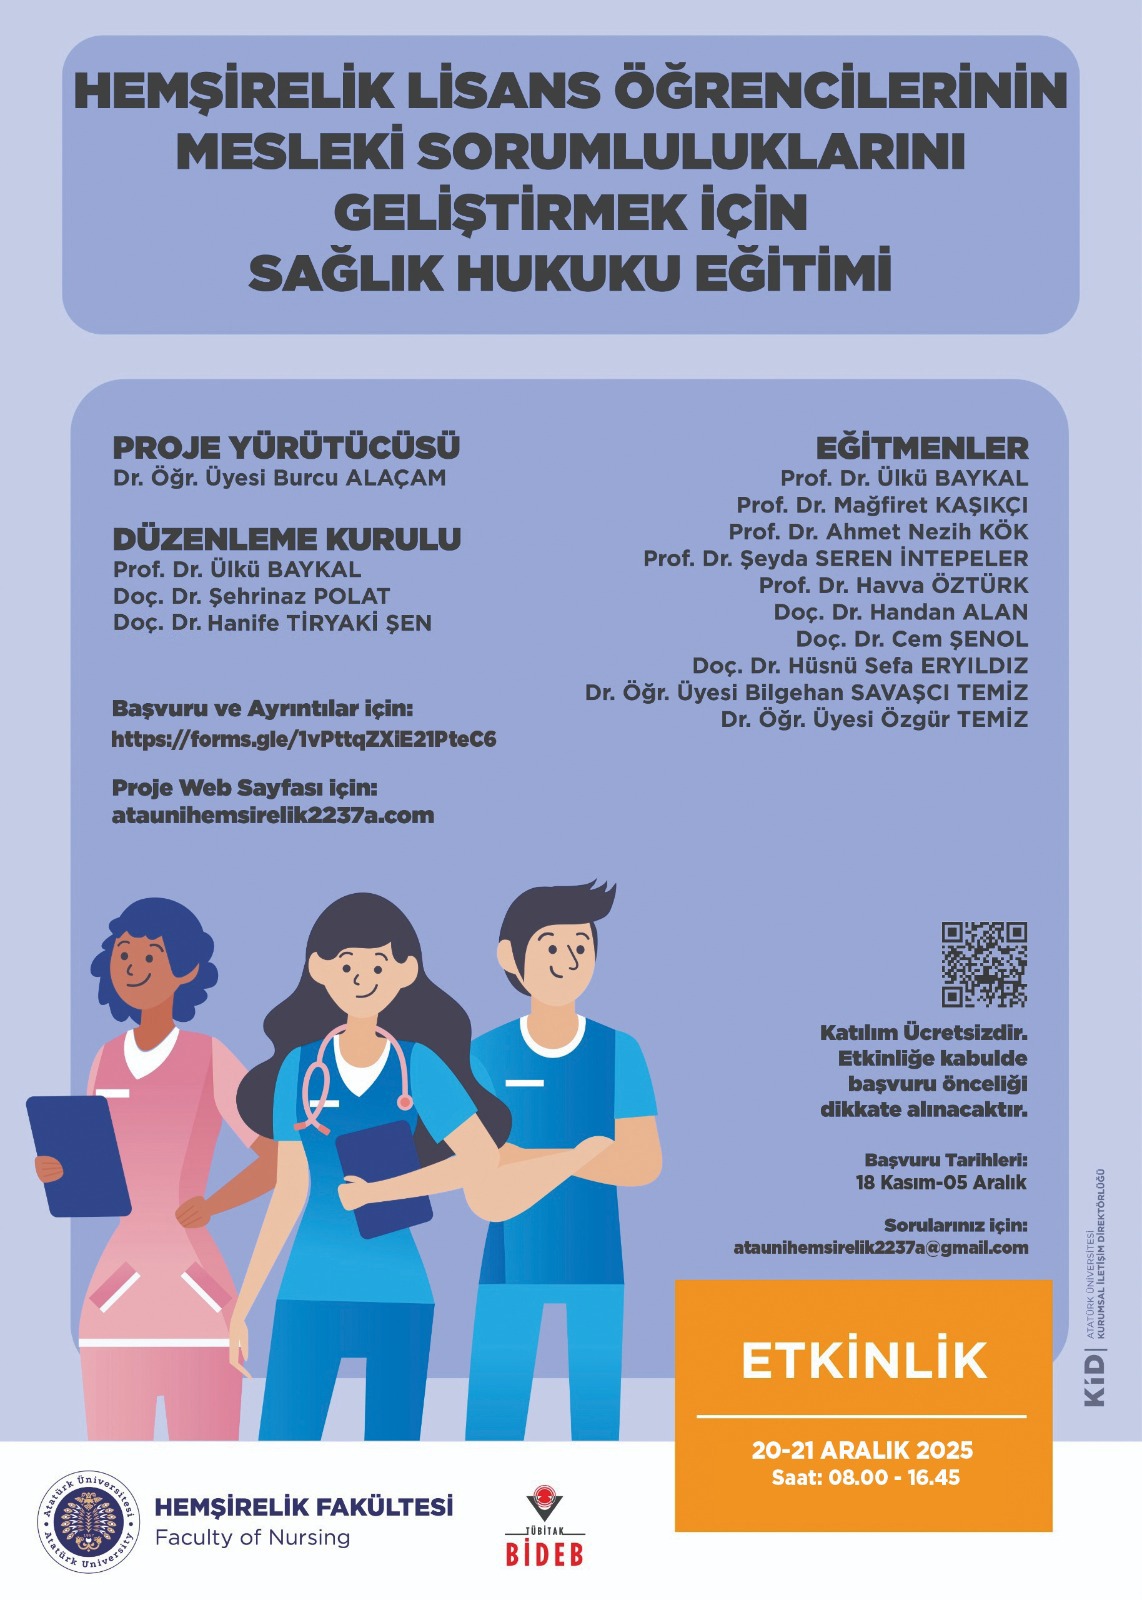 HEMŞİRELİK LİSANS ÖĞRENCİLERİNİN
MESLEKİ SORUMLULUKLARINI
GELİŞTİRMEK İÇİN
SAĞLIK HUKUKU EĞİTİMİ
PROJE YÜRÜTÜCÜSÜ
Dr. Öğr. Üyesi Burcu ALAÇAM
DÜZENLEME KURULU
Prof. Dr. Ülkü BAYKAL
Doç. Dr. Şehrinaz POLAT
Doç. Dr. Hanife TİRYAKİ ŞEN
Başvuru ve Ayrıntılar için:
https://forms.gle/1vPttqZXiE21PteC6
Proje Web Sayfası için:
ataunihemsirelik2237a.com
EĞİTMENLER
Prof. Dr. Ülkü BAYKAL
Prof. Dr. Mağfiret KAŞIKÇI
Prof. Dr. Ahmet Nezih KÖK
Prof. Dr. Şeyda SEREN İNTEPELER
Prof. Dr. Havva ÖZTÜRK
Doç. Dr. Handan ALAN
Doç. Dr. Cem ŞENOL
Doç. Dr. Hüsnü Sefa ERYILDIZ
Dr. Öğr. Üyesi Bilgehan SAVAŞCI TEMİZ
Dr. Öğr. Üyesi Özgür TEMİZ
Katılım Ücretsizdir.
Etkinliğe kabulde
başvuru önceliği
dikkate alınacaktır.
Başvuru Tarihleri:
18 Kasım-05 Aralık
Sorularınız için:
ataunihemsirelik2237a@gmail.com
ETKİNLİK
20-21 ARALIK 2025
Saat: 08.00 - 16.45
KİD
ATATÜRK ÜNİVERSİTESİ
KURUMSAL İLETİŞİM DİREKTÖRLÜĞÜ
Atatürk Üniversitesi
Atatürk University
HEMŞİRELİK FAKÜLTESİ
Faculty of Nursing
TÜBİTAK
BİDEB